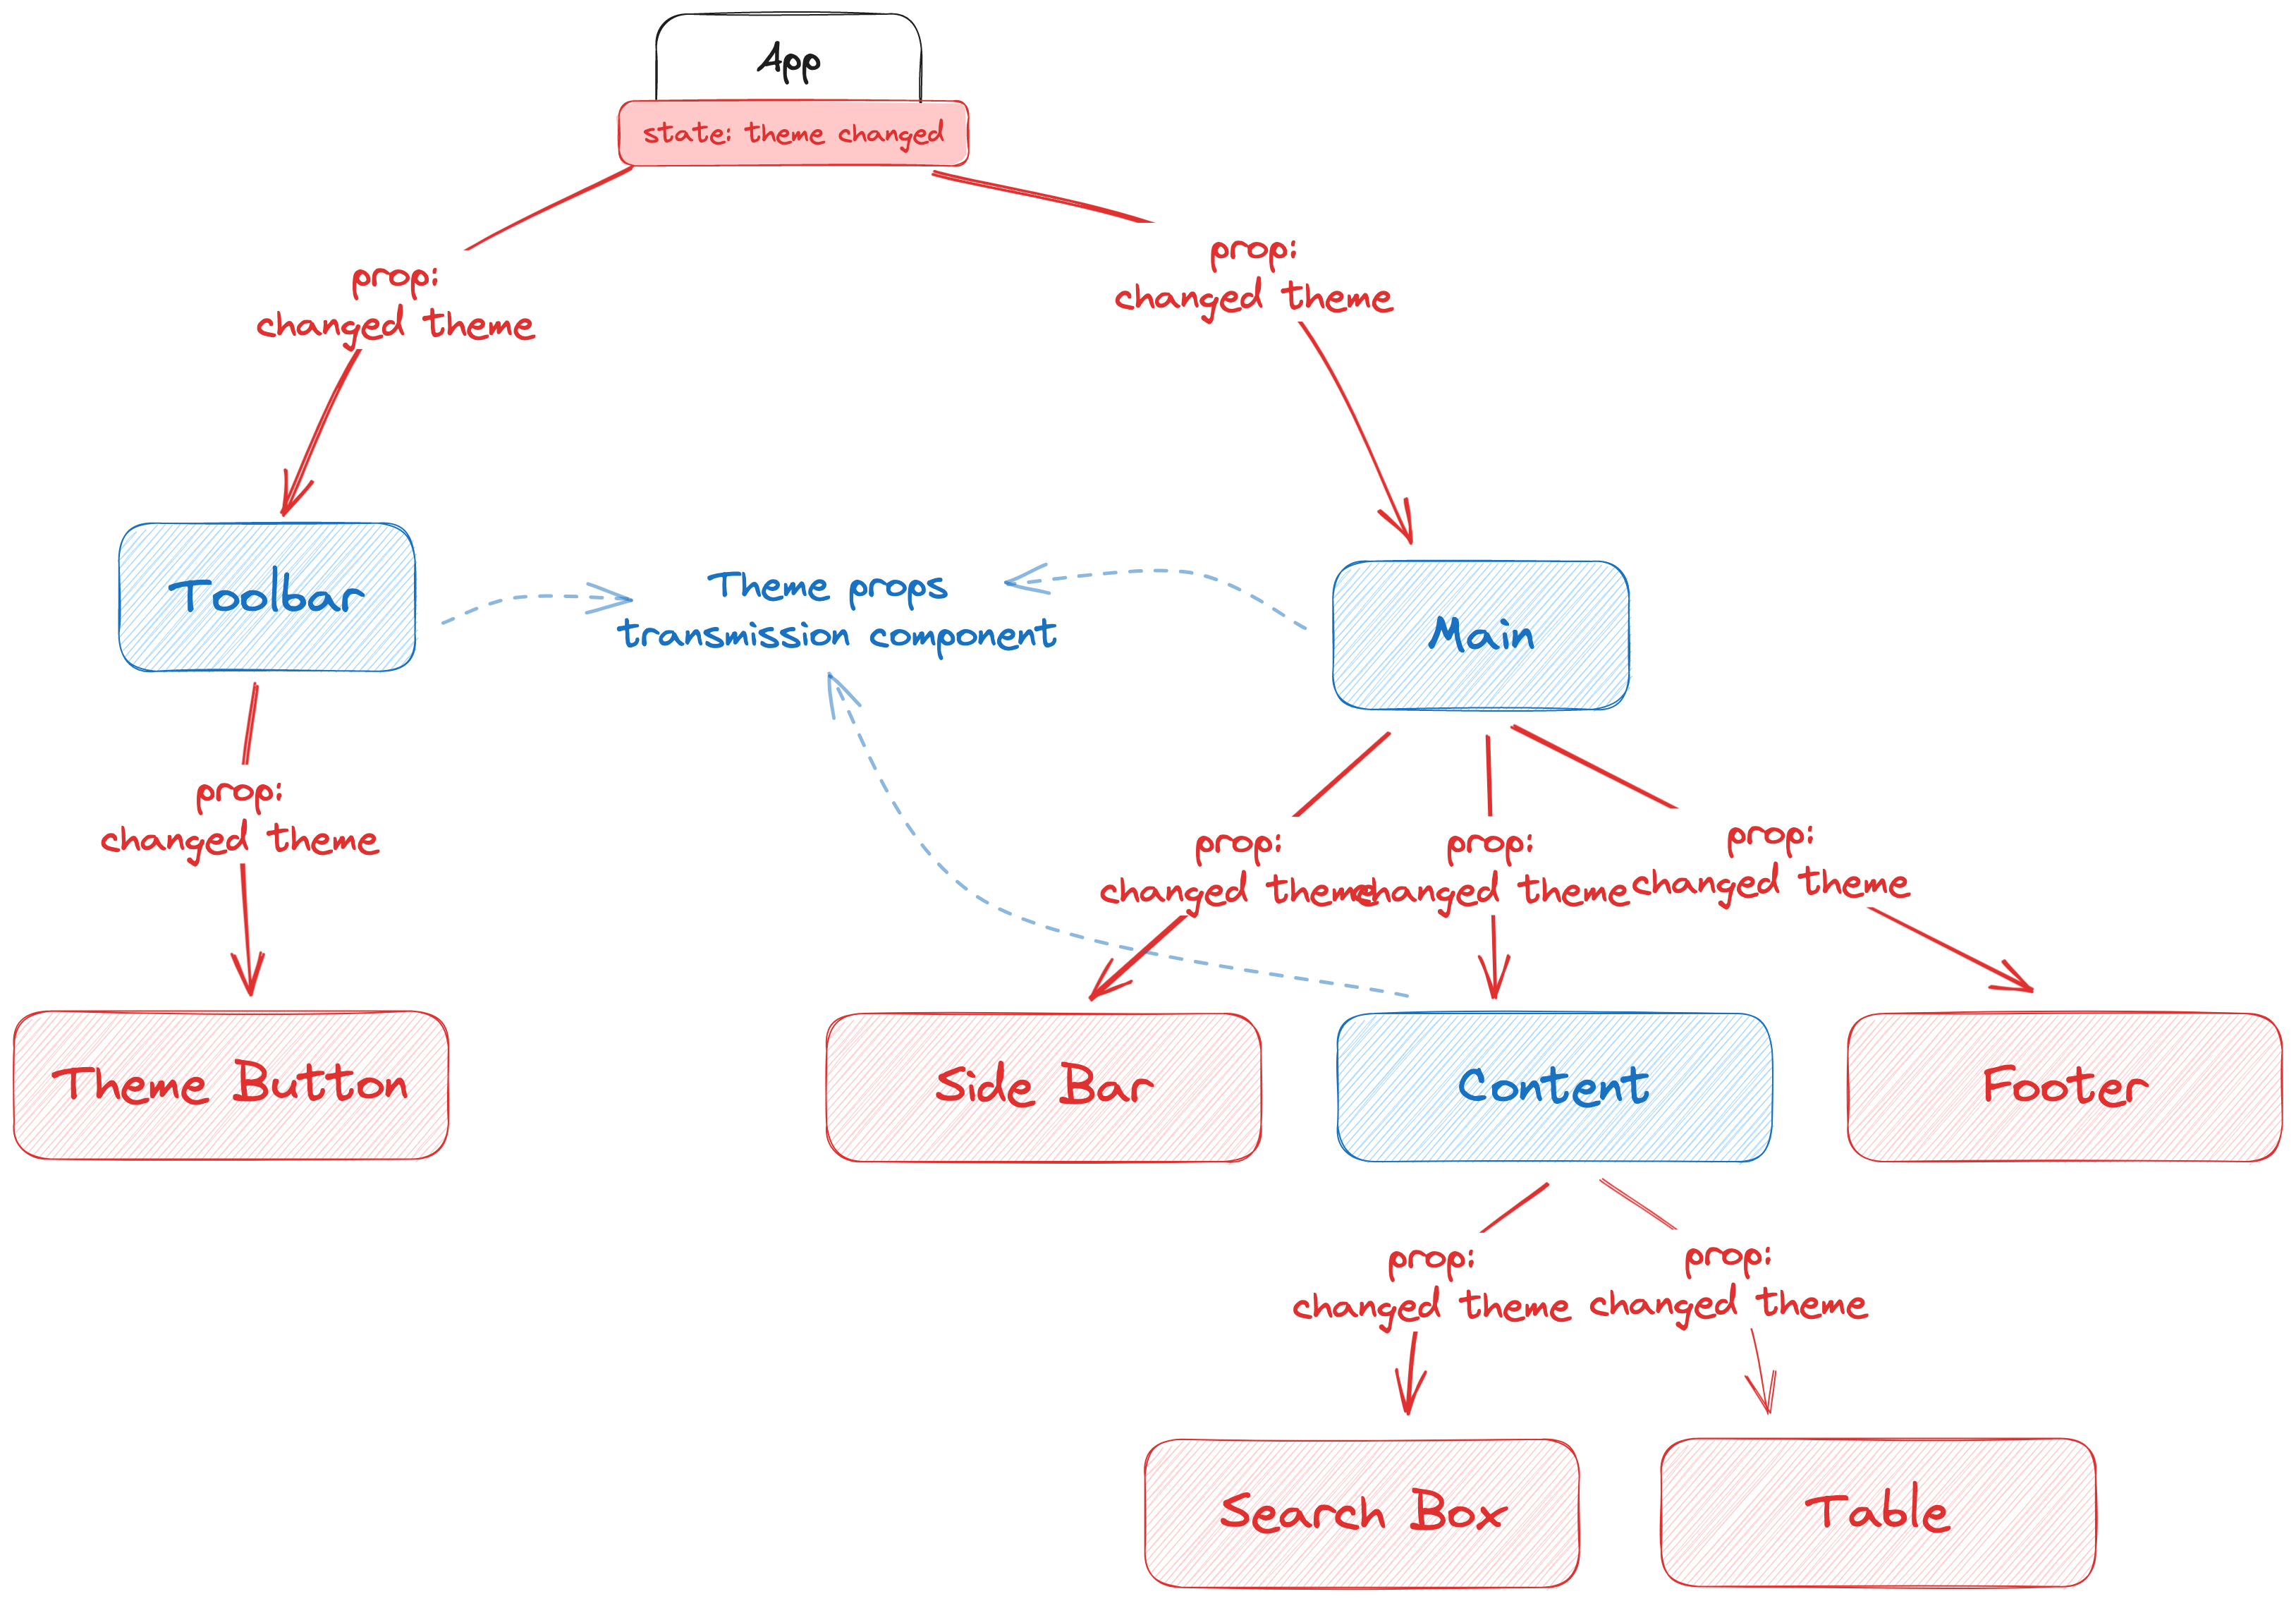 App
state: theme changed
prop:
changed theme
prop:
changed theme
Toolbar
Theme props
transmission component
Main
prop:
changed theme
prop:
changed theme
prop:
changed theme
prop:
changed theme
Theme Button
Side Bar
Content
Footer
prop:
changed theme
prop:
changed theme
Search Box
Table